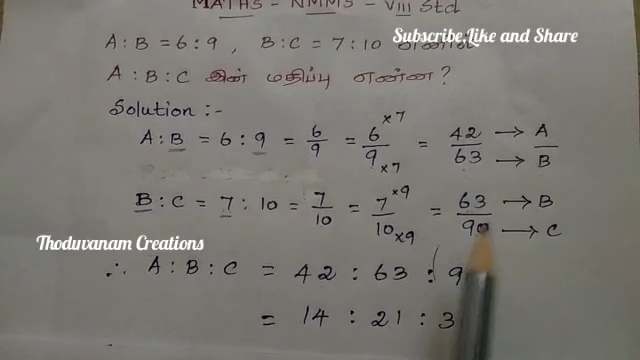 MATHS - NMMS - VIII Std
Subscribe,Like and Share
A : B = 6 : 9 , B : C = 7 : 10 எனில்
A : B : C இன் மதிப்பு என்ன ?
Solution :-
A : B = 6 : 9 = 6/9 = 6×7/9×7 = 42/63 → A → B
B : C = 7 : 10 = 7/10 = 7×9/10×9 = 63/90 → B → C
Thoduvanam Creations
∴ A : B : C = 42 : 63 : 9
= 14 : 21 : 3